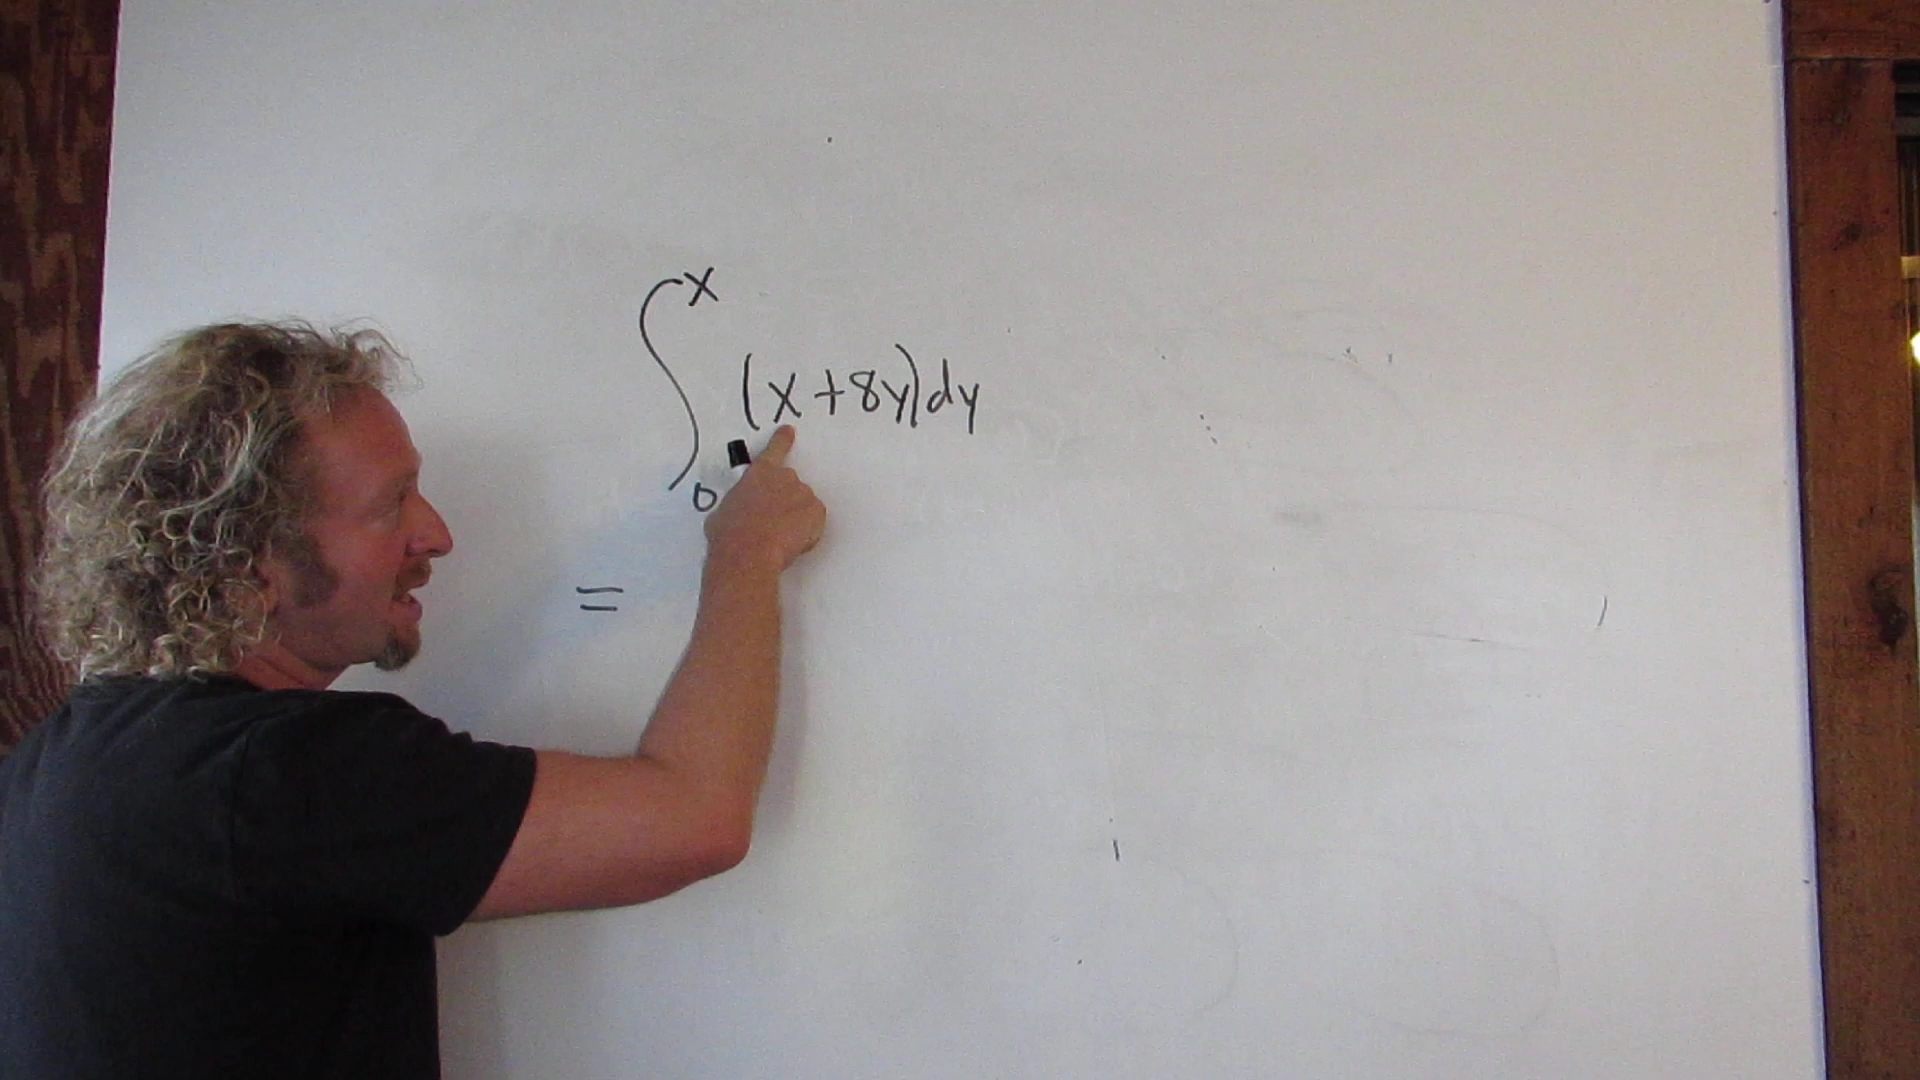 ∫₀ˣ (x+8y)dy
=